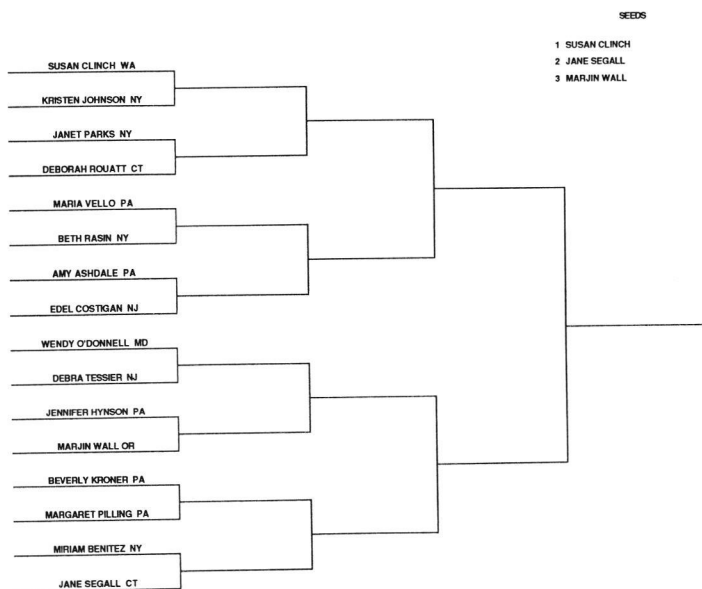 SEEDS
1 SUSAN CLINCH
2 JANE SEGALL
3 MARJIN WALL
SUSAN CLINCH WA
KRISTEN JOHNSON NY
JANET PARKS NY
DEBORAH ROUATT CT
MARIA VELLO PA
BETH RASIN NY
AMY ASHDALE PA
EDEL COSTIGAN NJ
WENDY O'DONNELL MD
DEBRA TESSIER NJ
JENNIFER HYNSON PA
MARJIN WALL OR
BEVERLY KRONER PA
MARGARET PILLING PA
MIRIAM BENITEZ NY
JANE SEGALL CT